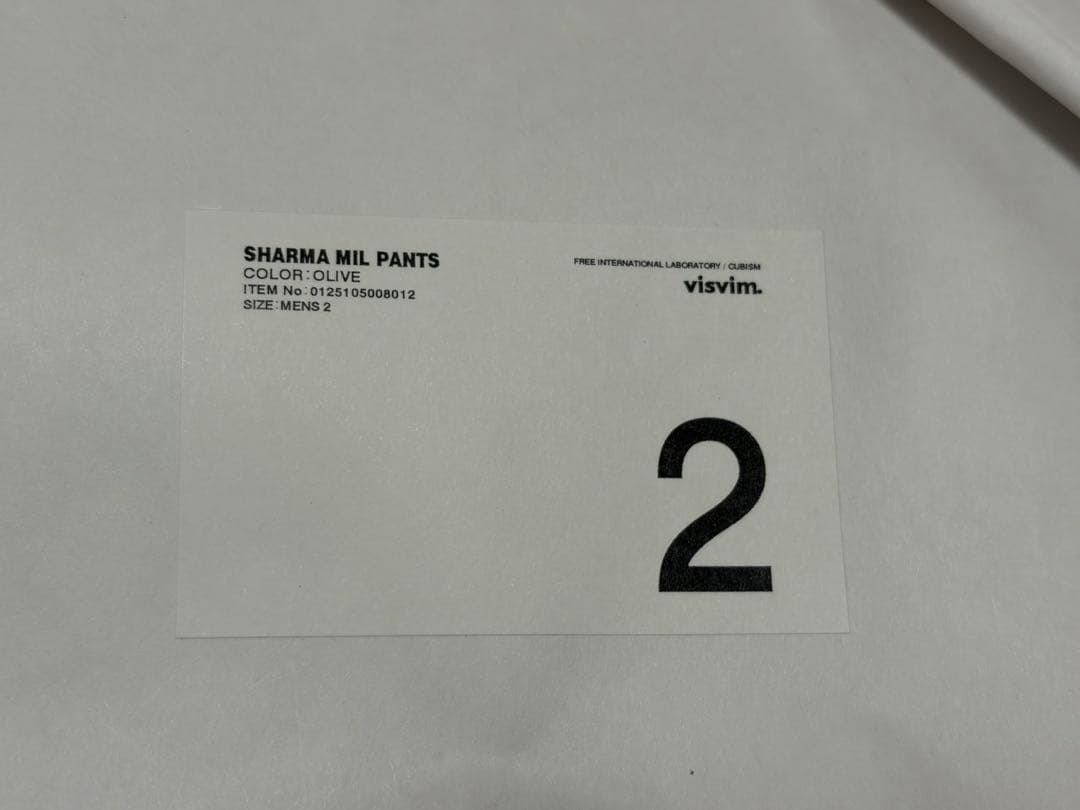 SHARMA MIL PANTS
COLOR:OLIVE
ITEM No:0125105008012
SIZE:MENS 2
FREE INTERNATIONAL LABORATORY / CUBISM
visvim.
2